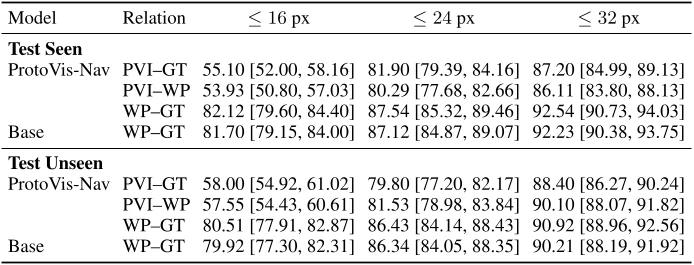 Model Relation ≤ 16 px ≤ 24 px ≤ 32 px
Test Seen
ProtoVis-Nav PVI–GT 55.10 [52.00, 58.16] 81.90 [79.39, 84.16] 87.20 [84.99, 89.13]
PVI–WP 53.93 [50.80, 57.03] 80.29 [77.68, 82.66] 86.11 [83.80, 88.13]
WP–GT 82.12 [79.60, 84.40] 87.54 [85.32, 89.46] 92.54 [90.73, 94.03]
Base WP–GT 81.70 [79.15, 84.00] 87.12 [84.87, 89.07] 92.23 [90.38, 93.75]
Test Unseen
ProtoVis-Nav PVI–GT 58.00 [54.92, 61.02] 79.80 [77.20, 82.17] 88.40 [86.27, 90.24]
PVI–WP 57.55 [54.43, 60.61] 81.53 [78.98, 83.84] 90.10 [88.07, 91.82]
WP–GT 80.51 [77.91, 82.87] 86.43 [84.14, 88.43] 90.92 [88.96, 92.56]
Base WP–GT 79.92 [77.30, 82.31] 86.34 [84.05, 88.35] 90.21 [88.19, 91.92]